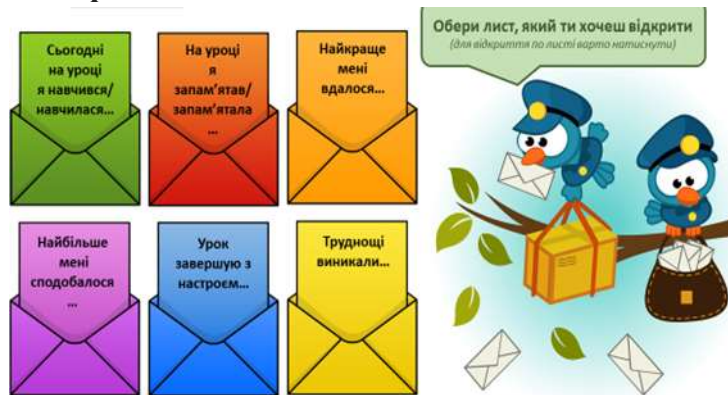 Сьогодні
на уроці
я навчився/
навчилася...
На уроці
я
запам'ятав/
запам'ятала
...
Найкраще
мені
вдалося...
Обери лист, який ти хочеш відкрити
(для відкриття по листі варто натиснути)
Найбільше
мені
сподобалося
...
Урок
завершую з
настроєм...
Труднощі
виникали...